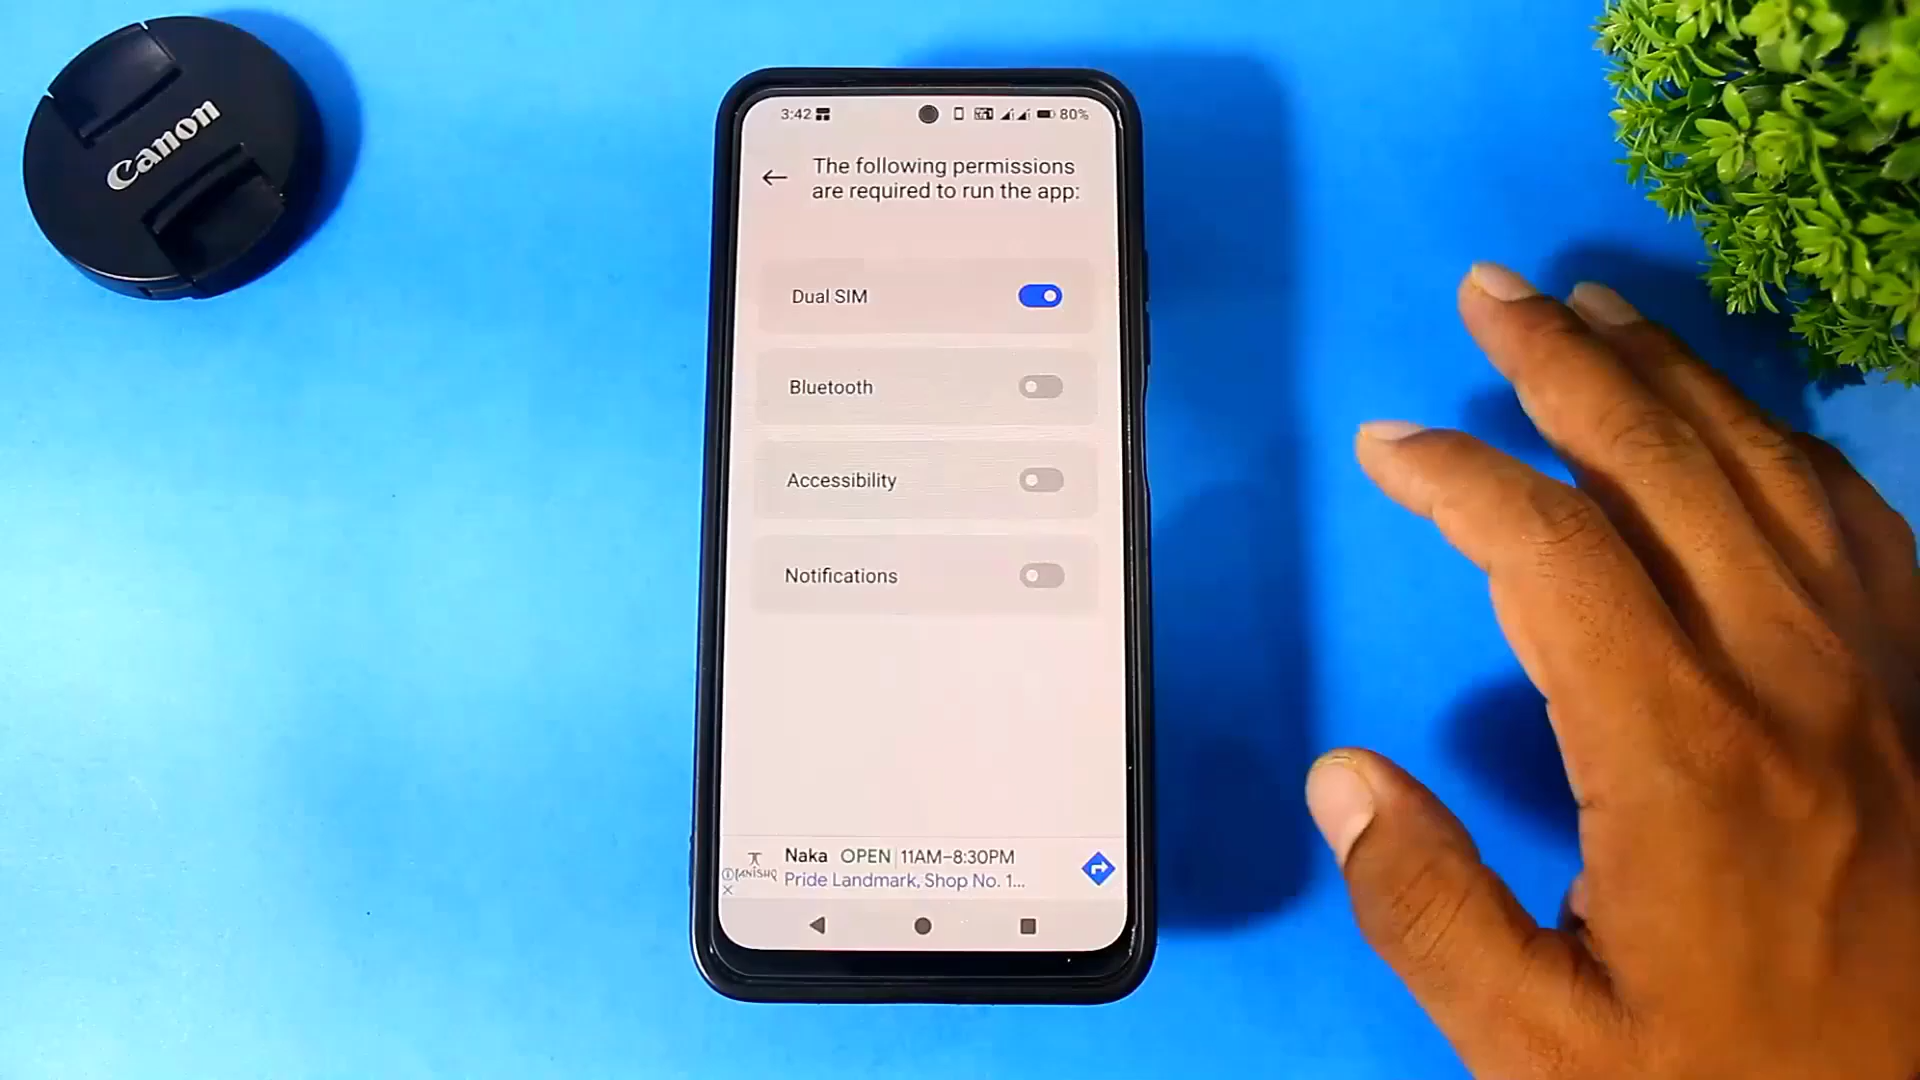 Canon
3:42
80%
The following permissions
are required to run the app:
Dual SIM
Bluetooth
Accessibility
Notifications
Naka OPEN 11AM–8:30PM
TANISHQ
Pride Landmark, Shop No. 1...